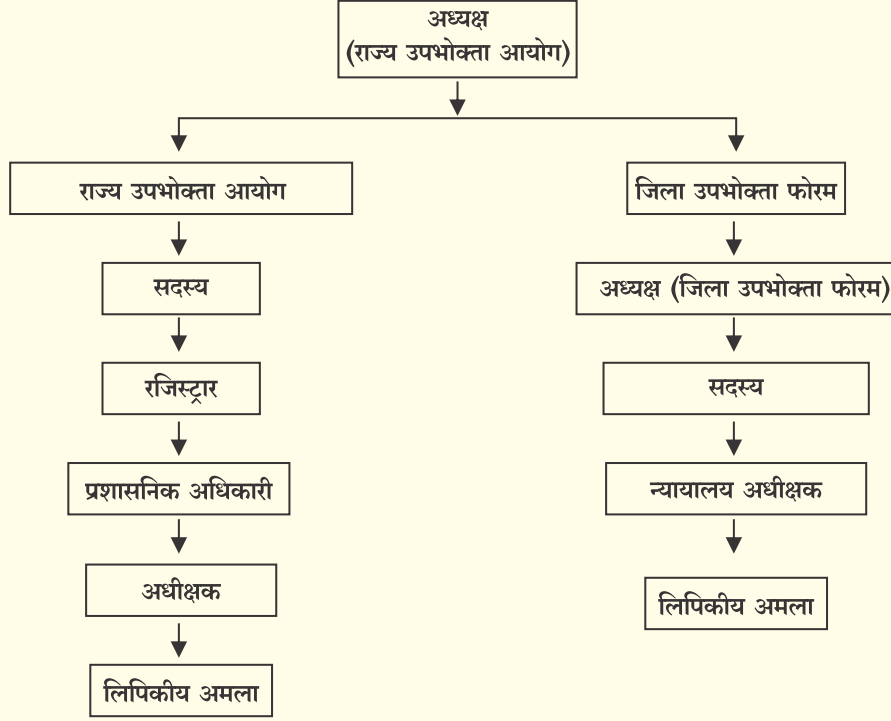 अध्यक्ष
(राज्य उपभोक्ता आयोग)
राज्य उपभोक्ता आयोग
जिला उपभोक्ता फोरम
सदस्य
अध्यक्ष (जिला उपभोक्ता फोरम)
रजिस्ट्रार
सदस्य
प्रशासनिक अधिकारी
न्यायालय अधीक्षक
अधीक्षक
लिपिकीय अमला
लिपिकीय अमला